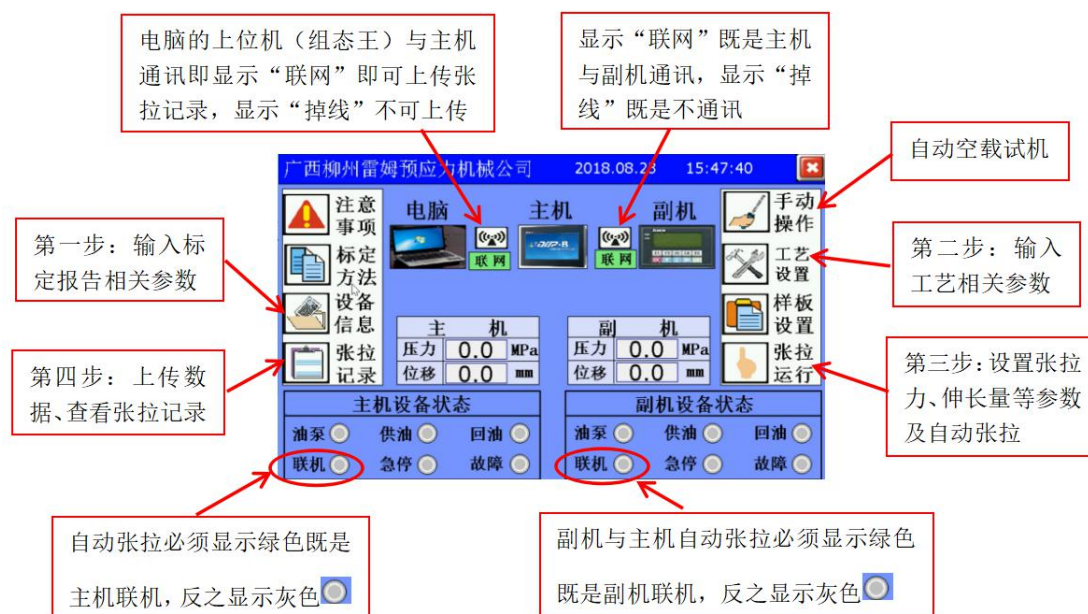 电脑的上位机（组态王）与主机
通讯即显示“联网”即可上传张
拉记录，显示“掉线”不可上传
显示“联网”既是主机
与副机通讯，显示“掉
线”既是不通讯
自动空载试机
第一步：输入标
定报告相关参数
第二步：输入
工艺相关参数
第四步：上传数
据、查看张拉记录
第三步：设置张拉
力、伸长量等参数
及自动张拉
广西柳州雷姆预应力机械公司 2018.08.28 15:47:40
注意
事项
电脑 主机 副机
手动
操作
联网 联网
标定
方法
工艺
设置
设备
信息
样板
设置
张拉
记录
张拉
运行
主 机
压力 0.0 MPa
位移 0.0 mm
副 机
压力 0.0 MPa
位移 0.0 mm
主机设备状态
油泵 供油 回油
联机 急停 故障
副机设备状态
油泵 供油 回油
联机 急停 故障
自动张拉必须显示绿色既是
主机联机，反之显示灰色
副机与主机自动张拉必须显示绿色
既是副机联机，反之显示灰色